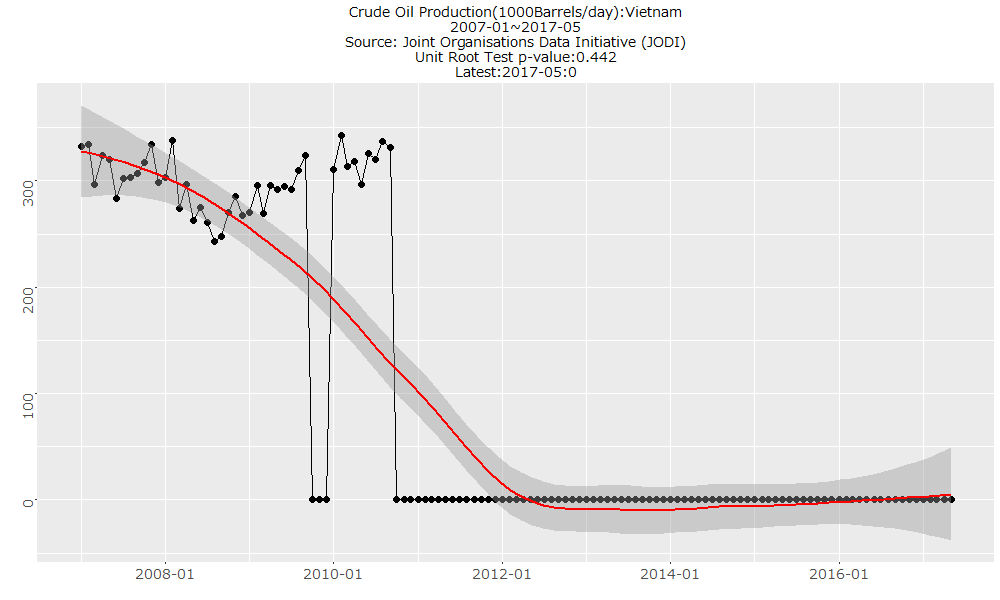 Crude Oil Production(1000Barrels/day):Vietnam
2007-01~2017-05
Source: Joint Organisations Data Initiative (JODI)
Unit Root Test p-value:0.442
Latest:2017-05:0
300
200
100
0
2008-01
2010-01
2012-01
2014-01
2016-01